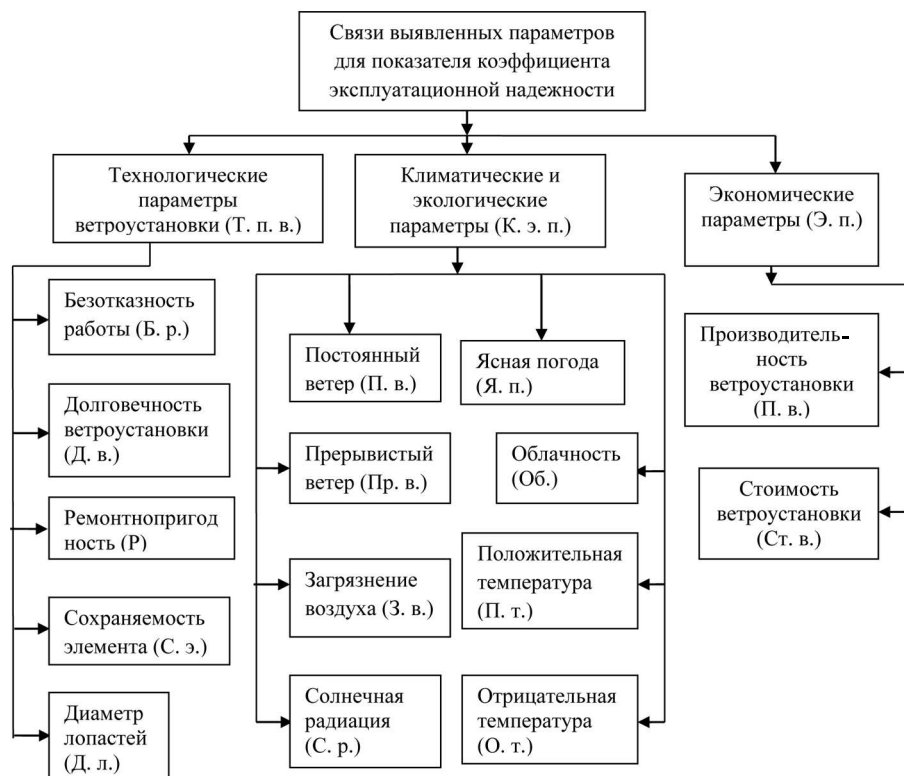 Связи выявленных параметров
для показателя коэффициента
эксплуатационной надежности
Технологические
параметры
ветроустановки (Т. п. в.)
Климатические и
экологические
параметры (К. э. п.)
Экономические
параметры (Э. п.)
Безотказность
работы (Б. р.)
Долговечность
ветроустановки
(Д. в.)
Ремонтнопригод
ность (Р)
Сохраняемость
элемента (С. э.)
Диаметр
лопастей
(Д. л.)
Постоянный
ветер (П. в.)
Прерывистый
ветер (Пр. в.)
Загрязнение
воздуха (З. в.)
Солнечная
радиация
(С. р.)
Ясная погода
(Я. п.)
Облачность
(Об.)
Положительная
температура
(П. т.)
Отрицательная
температура
(О. т.)
Производитель-
ность
ветроустановки
(П. в.)
Стоимость
ветроустановки
(Ст. в.)